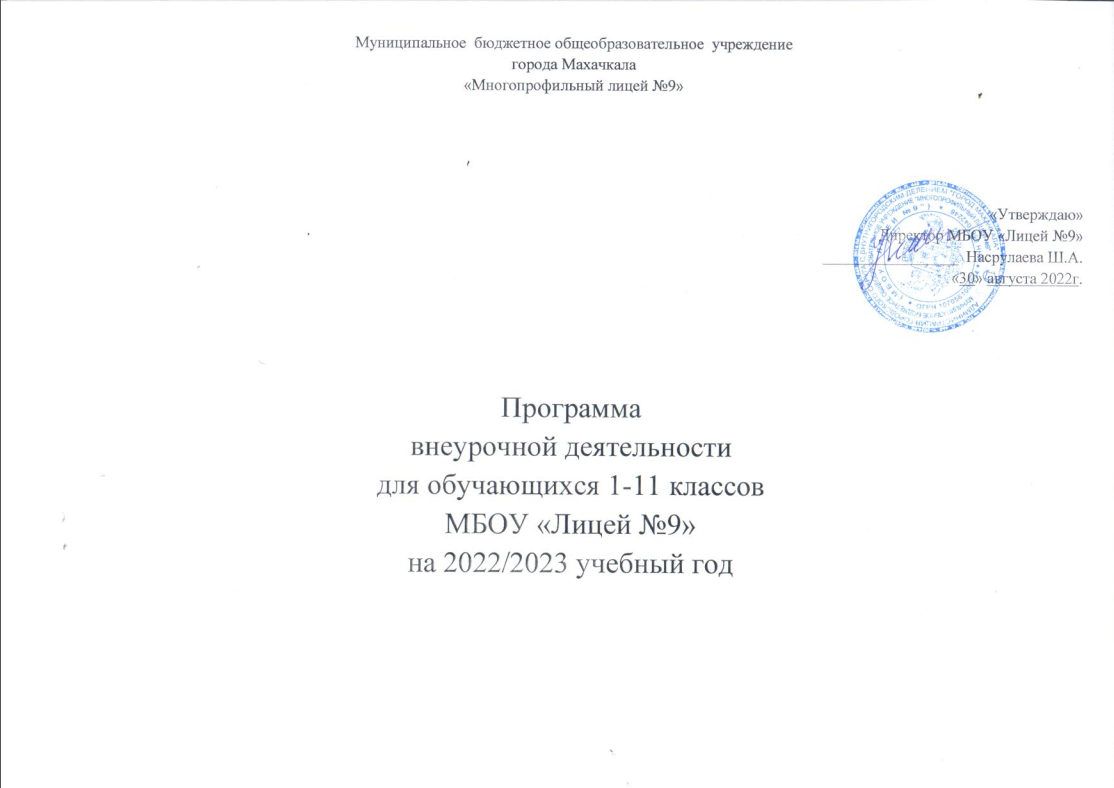 Муниципальное бюджетное общеобразовательное учреждение
города Махачкала
«Многопрофильный лицей №9»
«Утверждаю»
Директор МБОУ «Лицей №9»
Насрулаева Ш.А.
«30» августа 2022г.
Программа
внеурочной деятельности
для обучающихся 1-11 классов
МБОУ «Лицей №9»
на 2022/2023 учебный год